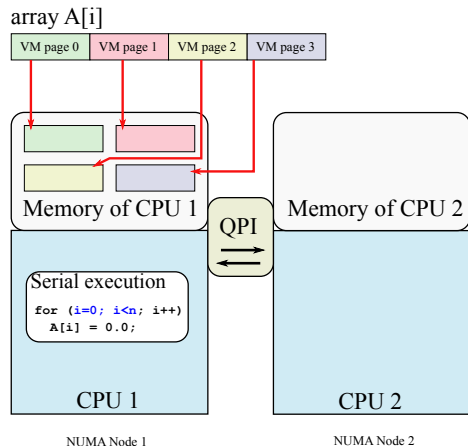 array A[i]
VM page 0 VM page 1 VM page 2 VM page 3
Memory of CPU 1
Memory of CPU 2
QPI
Serial execution
for (i=0; i<n; i++)
A[i] = 0.0;
CPU 1
CPU 2
NUMA Node 1
NUMA Node 2